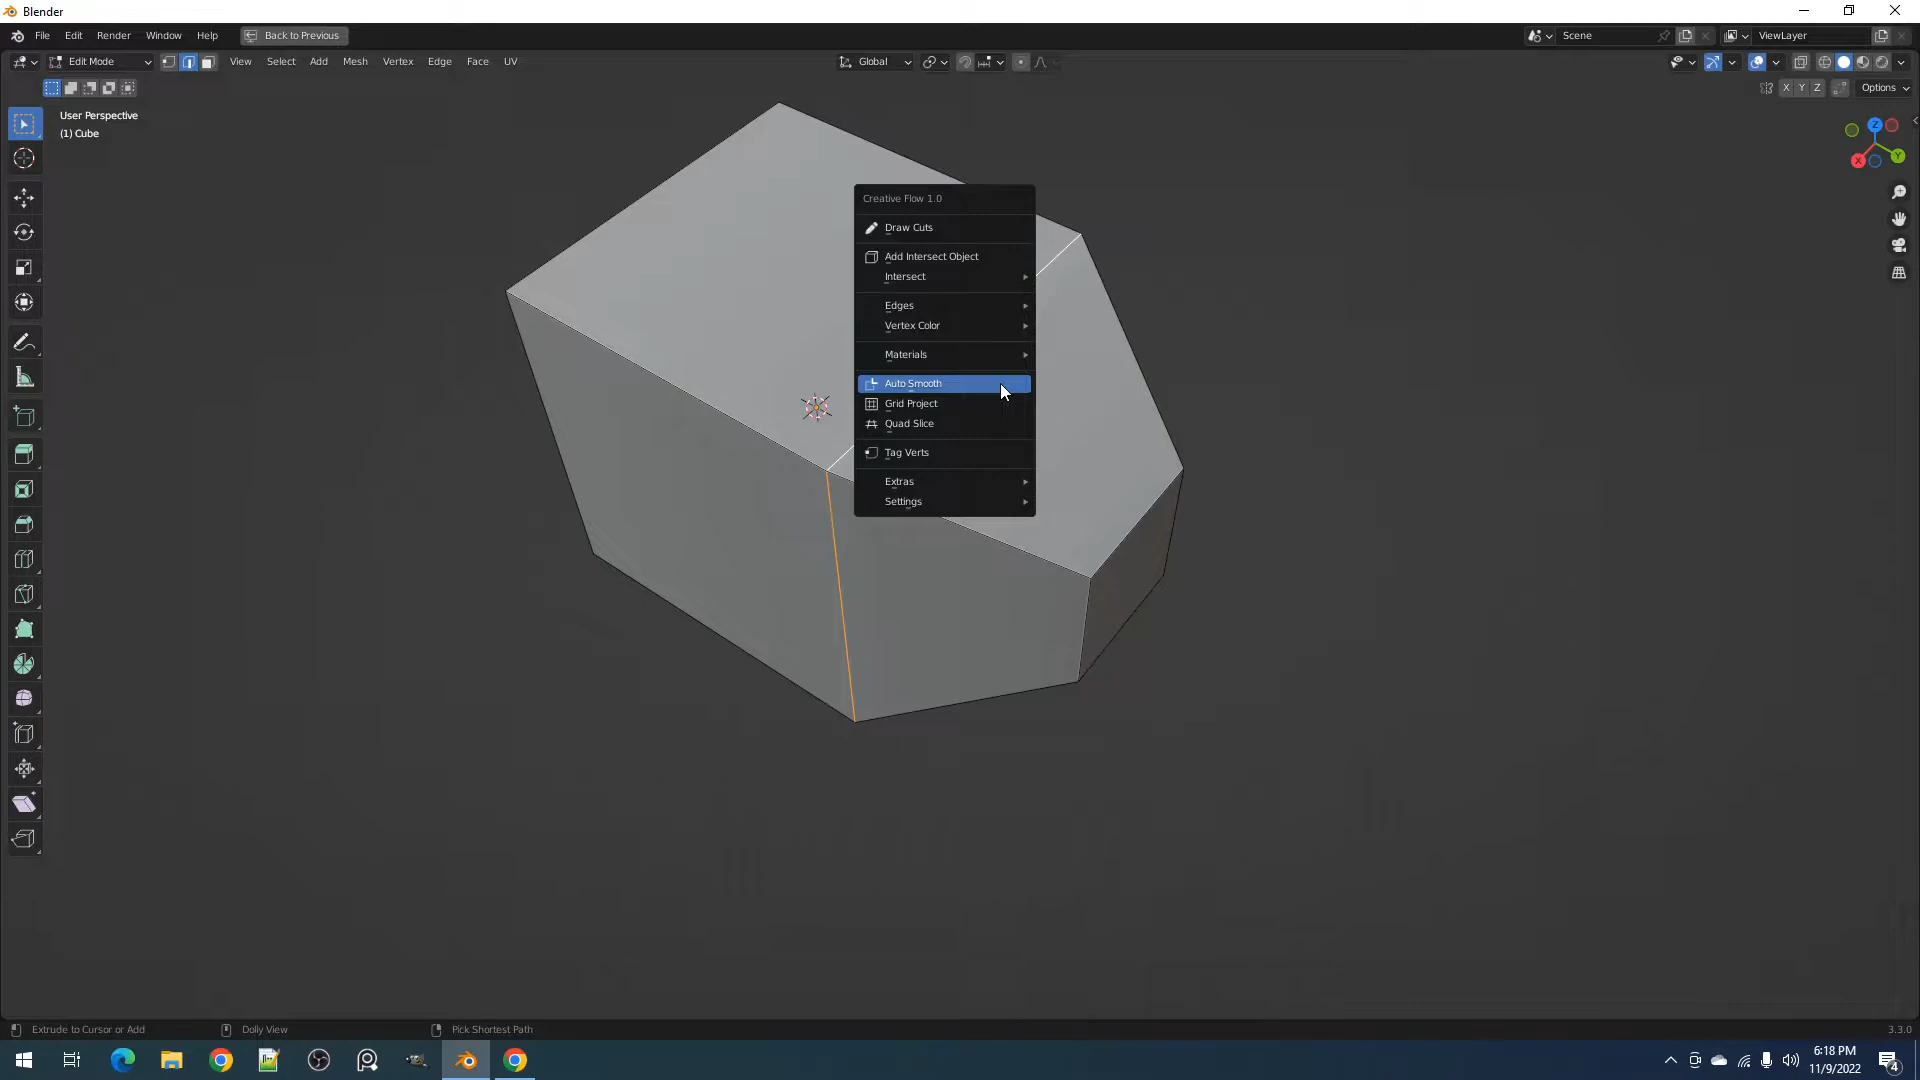 Blender
File Edit Render Window Help Back to Previous Scene ViewLayer
Edit Mode View Select Add Mesh Vertex Edge Face UV Global
X Y Z Options
User Perspective
(1) Cube
Z
Y
X
Creative Flow 1.0
Draw Cuts
Add Intersect Object
Intersect
Edges
Vertex Color
Materials
Auto Smooth
Grid Project
Quad Slice
Tag Verts
Extras
Settings
Extrude to Cursor or Add Dolly View Pick Shortest Path 3.3.0
6:18 PM
11/9/2022
4